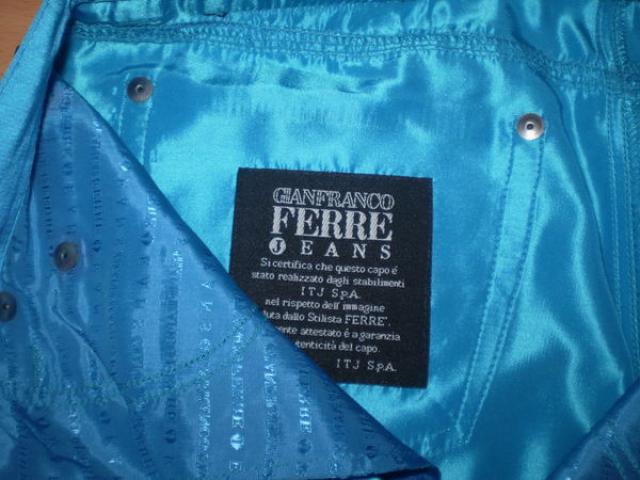 GIANFRANCO
FERRE
J EANS
Si certifica che questo capo é
stato realizzato dagli stabilimenti
ITJ S.p.A.
nel rispetto dell'immagine
dallo Stilista FERRE'.
attestato é a garanzia
del capo.
ITJ S.p.A.